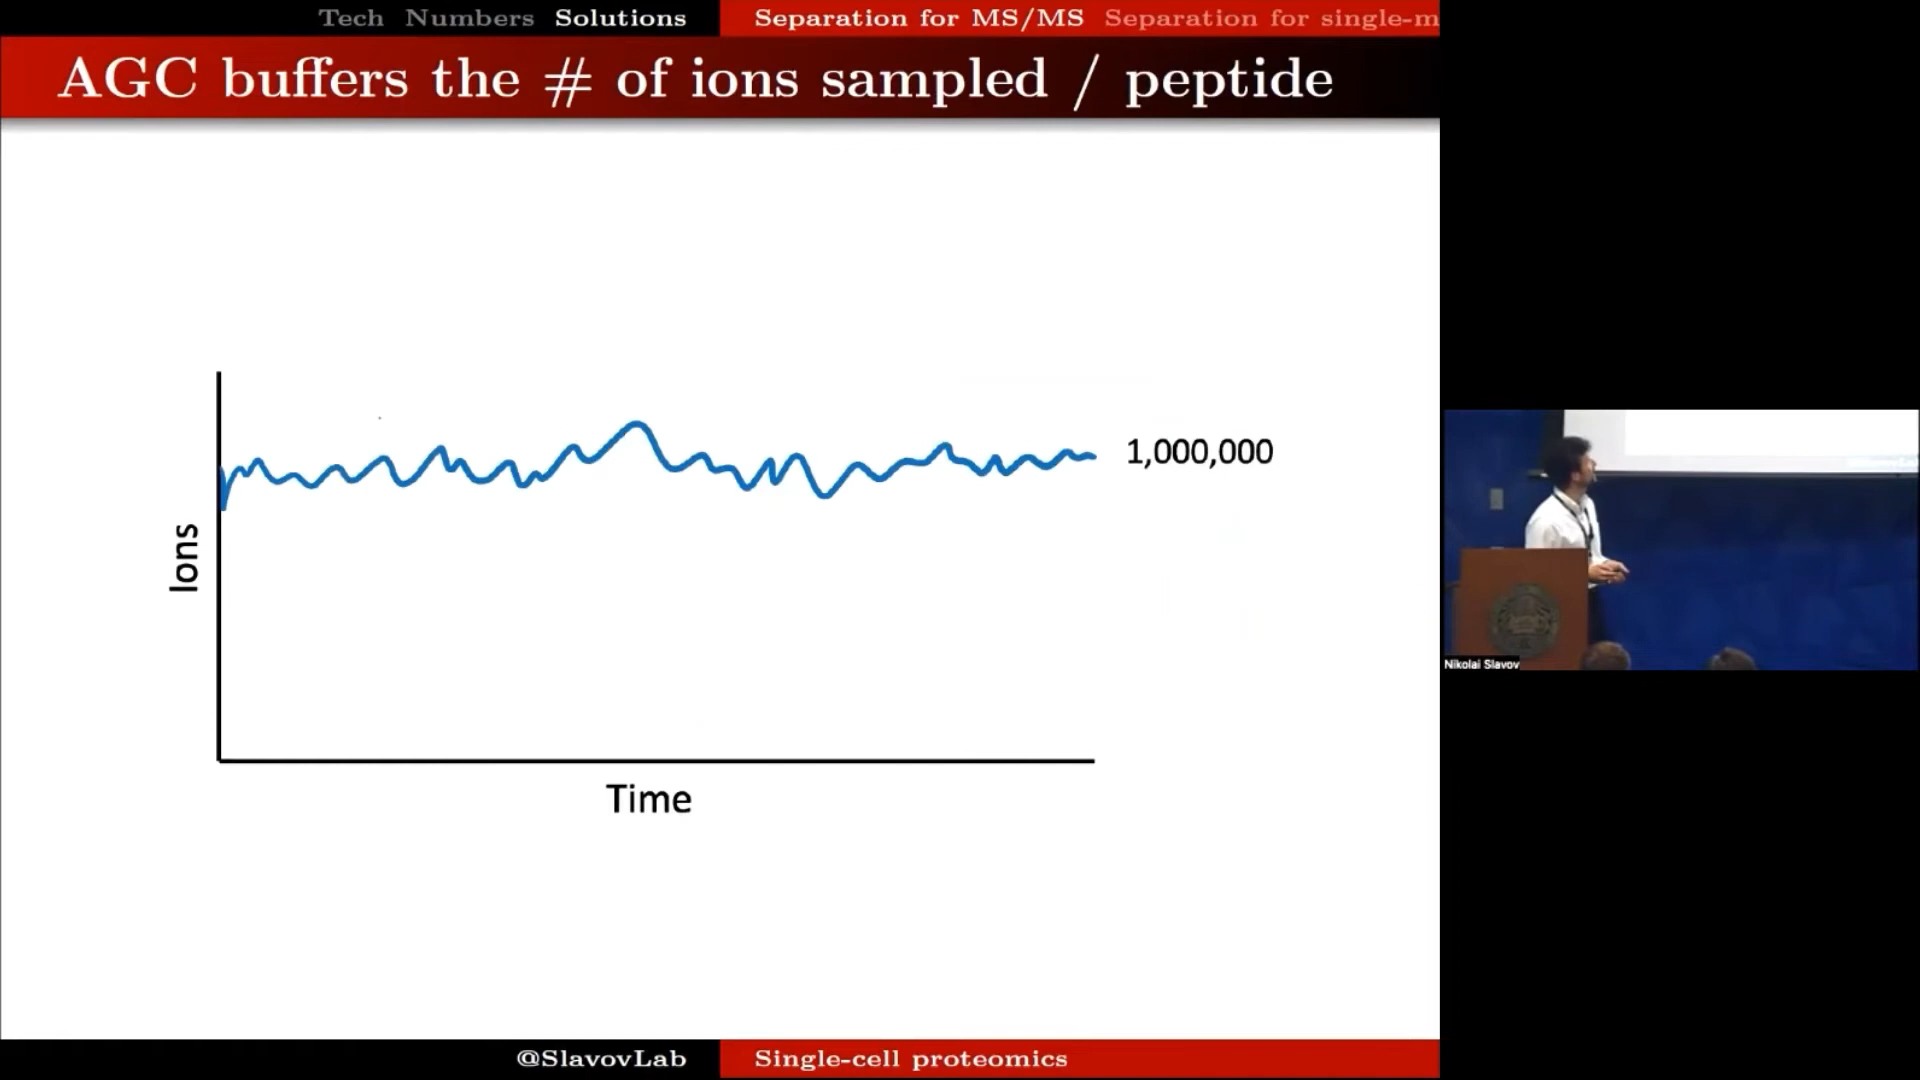 Tech Numbers Solutions
Separation for MS/MS Separation for single-m
AGC buffers the # of ions sampled / peptide
1,000,000
Ions
Time
Nikolai Slavov
@SlavovLab
Single-cell proteomics